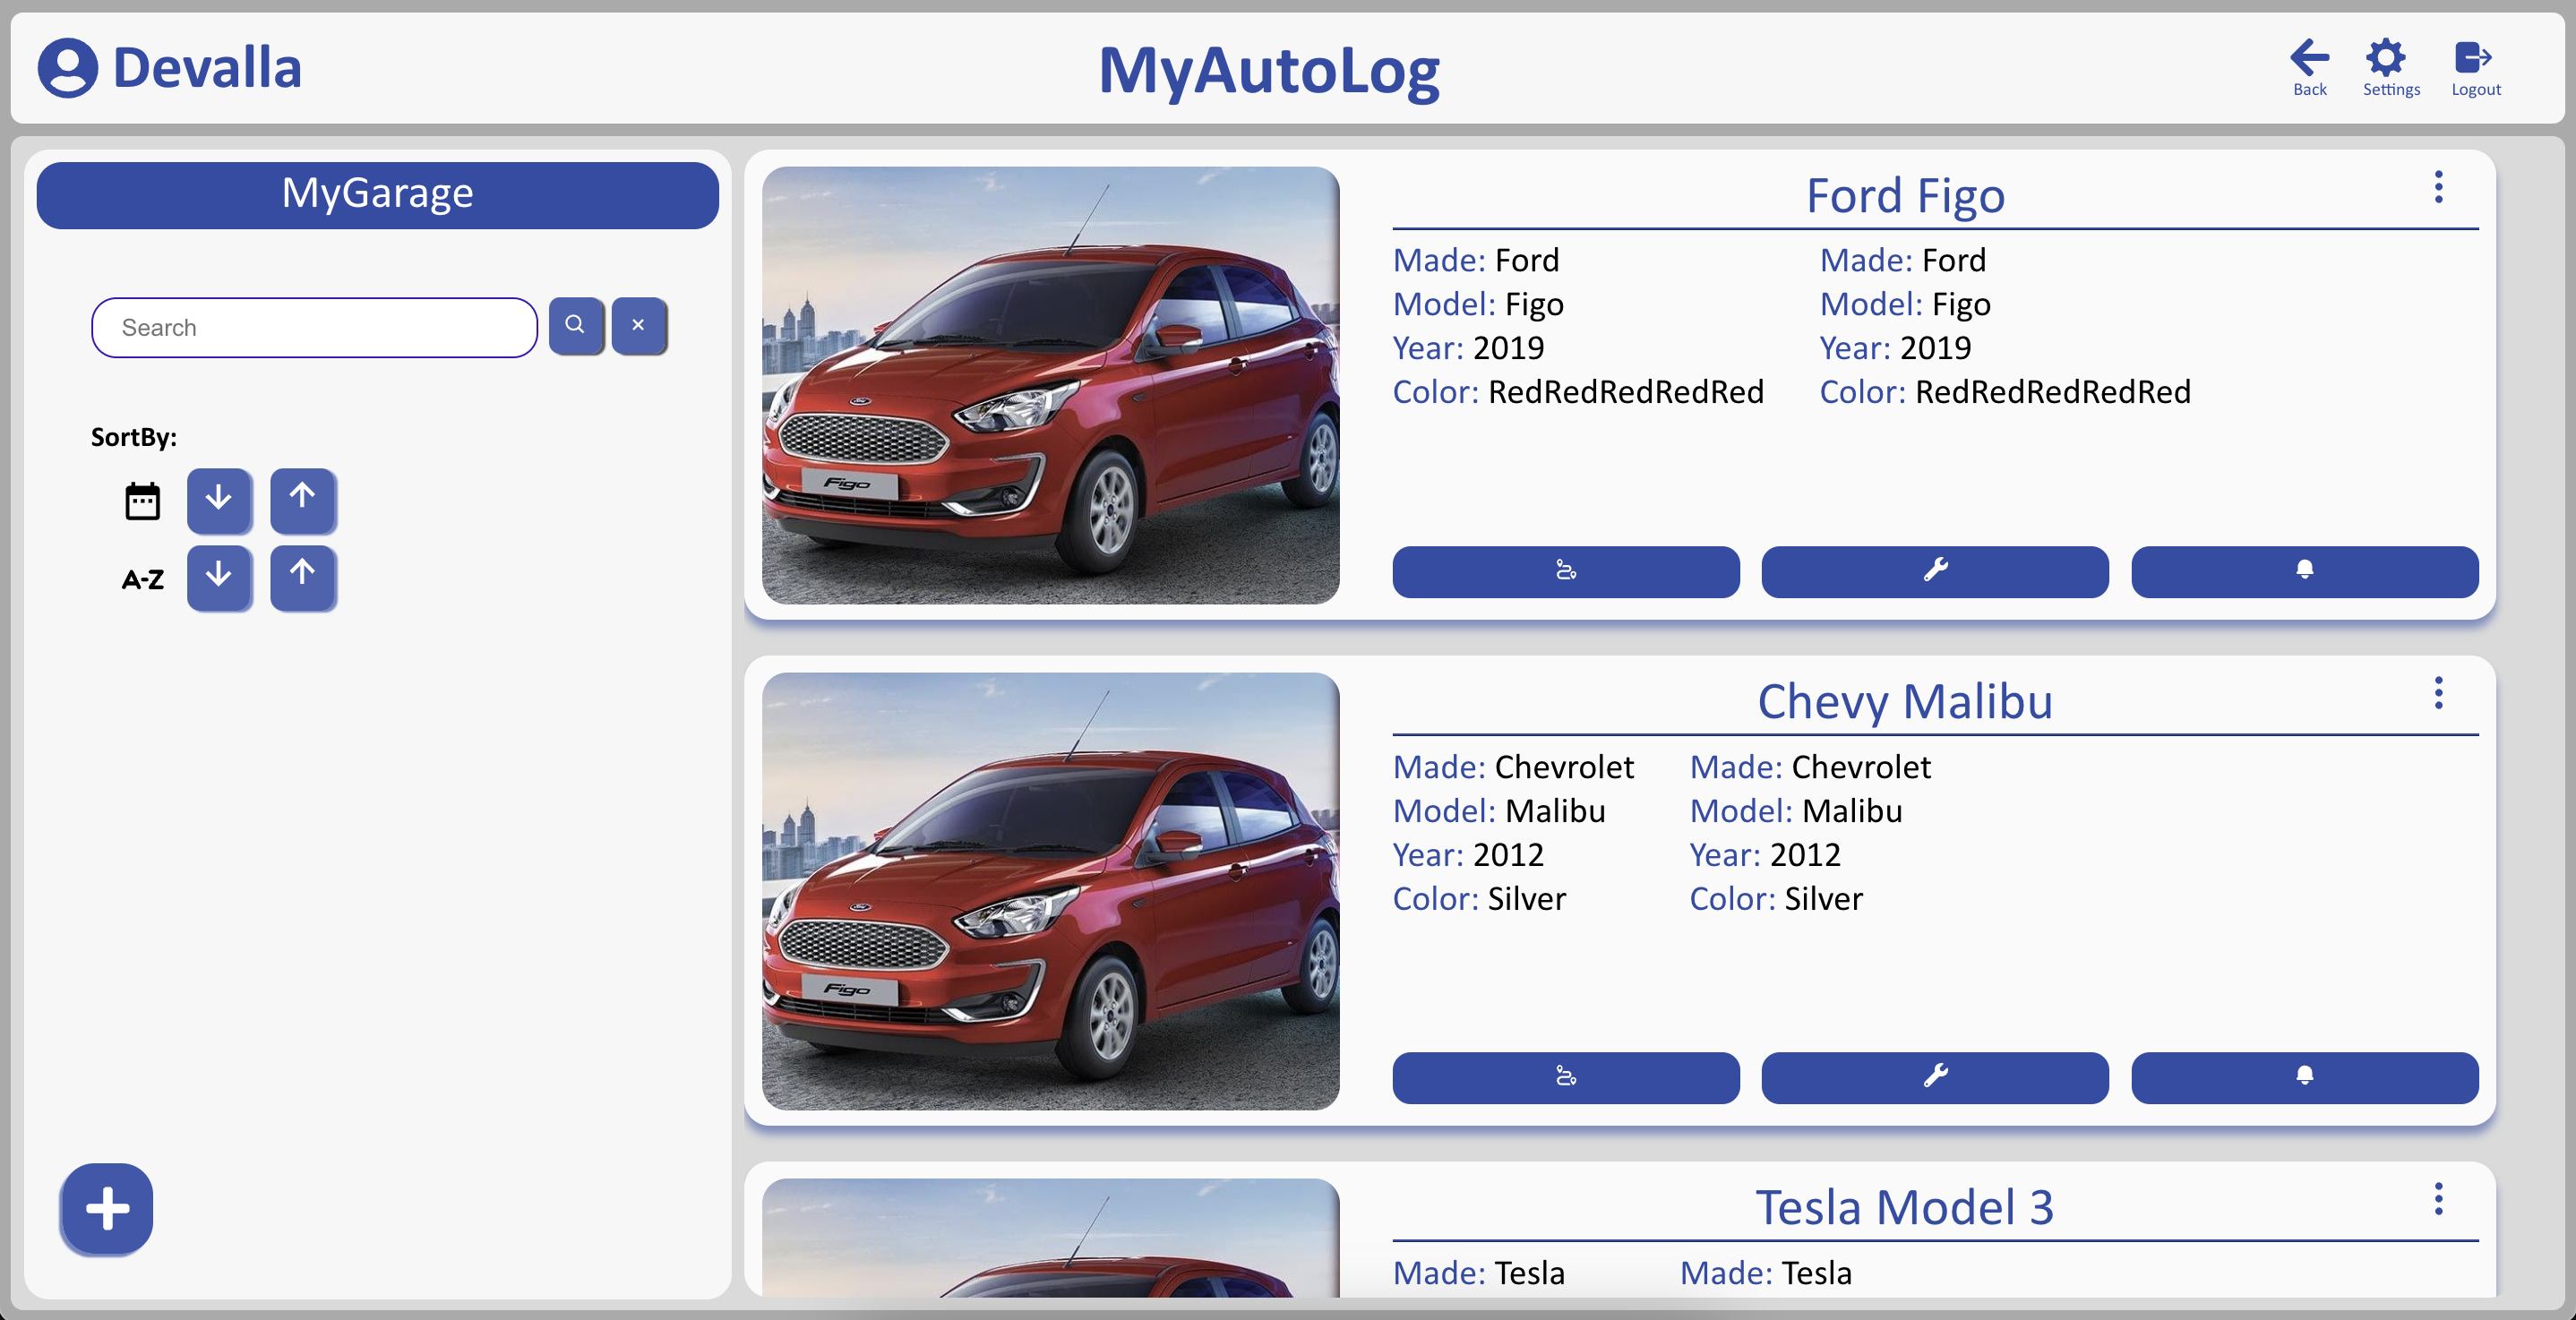 Devalla
MyAutoLog
Back
Settings
Logout
MyGarage
Search
SortBy:
A-Z
Ford Figo
Made: Ford
Model: Figo
Year: 2019
Color: RedRedRedRedRed
Made: Ford
Model: Figo
Year: 2019
Color: RedRedRedRedRed
Figo
Chevy Malibu
Made: Chevrolet
Model: Malibu
Year: 2012
Color: Silver
Made: Chevrolet
Model: Malibu
Year: 2012
Color: Silver
Figo
Tesla Model 3
Made: Tesla
Made: Tesla